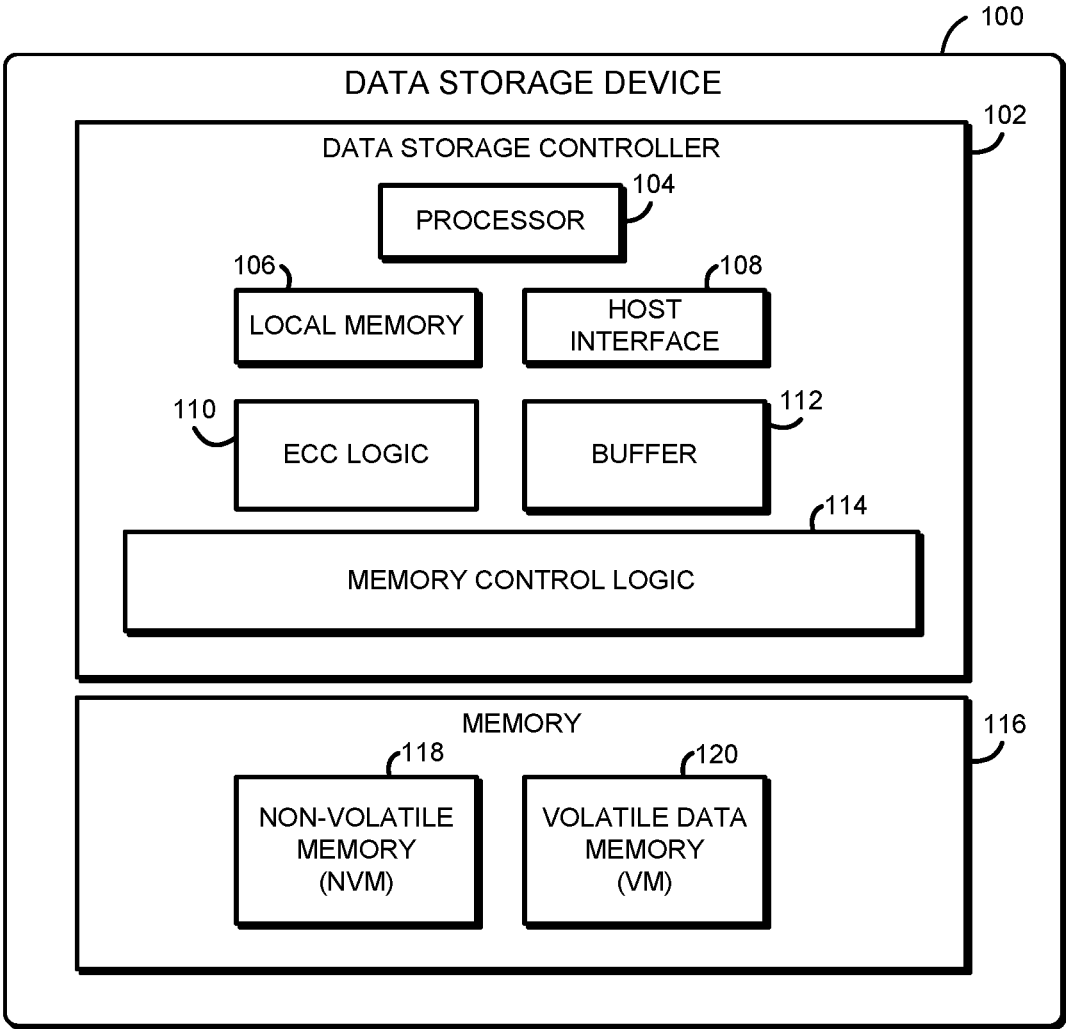 100
DATA STORAGE DEVICE
102
DATA STORAGE CONTROLLER
104
PROCESSOR
106
108
LOCAL MEMORY
HOST
INTERFACE
110
112
ECC LOGIC
BUFFER
114
MEMORY CONTROL LOGIC
116
MEMORY
118
120
NON-VOLATILE
MEMORY
(NVM)
VOLATILE DATA
MEMORY
(VM)